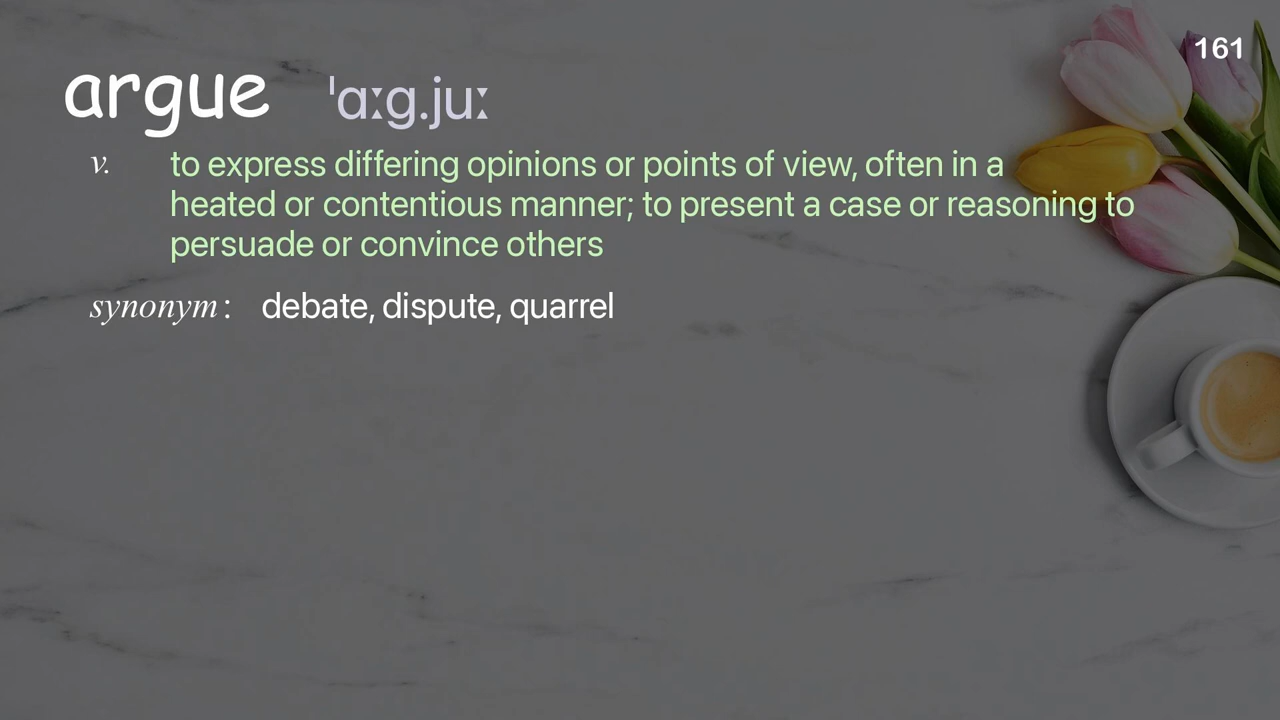 161
argue ˈɑːg.juː
v. to express differing opinions or points of view, often in a
heated or contentious manner; to present a case or reasoning to
persuade or convince others
synonym : debate, dispute, quarrel